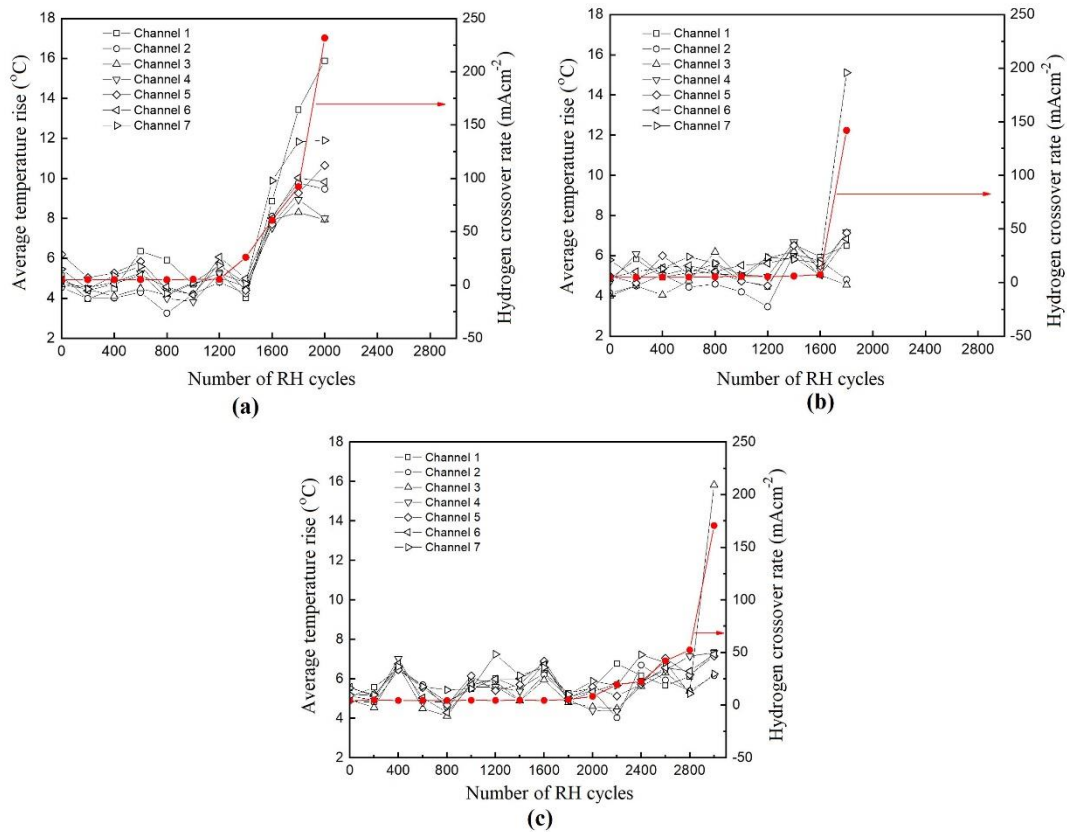 18
16
14
12
10
8
6
4
2
Average temperature rise (°C)
Channel 1
Channel 2
Channel 3
Channel 4
Channel 5
Channel 6
Channel 7
250
200
150
100
50
0
-50
Hydrogen crossover rate (mAcm-2)
0 400 800 1200 1600 2000 2400 2800
Number of RH cycles
(a)
18
16
14
12
10
8
6
4
2
Average temperature rise (°C)
Channel 1
Channel 2
Channel 3
Channel 4
Channel 5
Channel 6
Channel 7
250
200
150
100
50
0
-50
Hydrogen crossover rate (mAcm-2)
0 400 800 1200 1600 2000 2400 2800
Number of RH cycles
(b)
18
16
14
12
10
8
6
4
2
Average temperature rise (°C)
Channel 1
Channel 2
Channel 3
Channel 4
Channel 5
Channel 6
Channel 7
250
200
150
100
50
0
-50
Hydrogen crossover rate (mAcm-2)
0 400 800 1200 1600 2000 2400 2800
Number of RH cycles
(c)